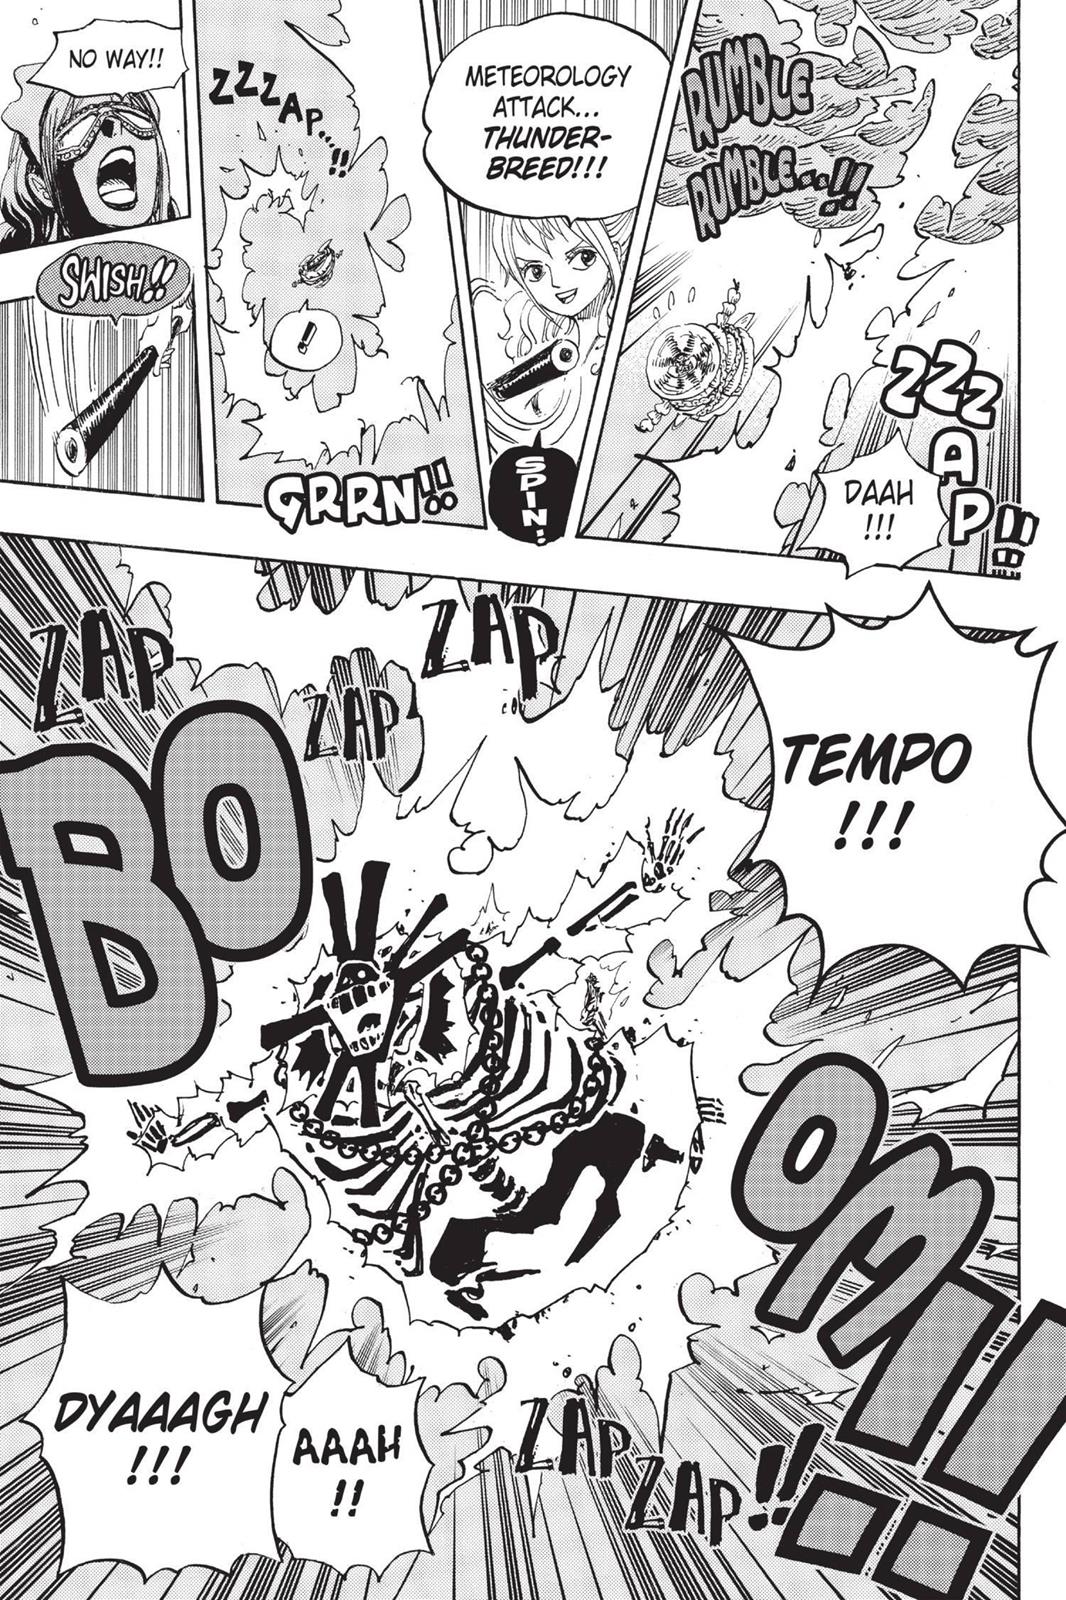 RUMBLE
RUMBLE...!!
ZZZ
A
P!!
DAAH
!!!
METEOROLOGY
ATTACK...
THUNDER-
BREED!!!
SPIN!
ZZZAP...!!
GRRN!!
NO WAY!!
SWISH!!
TEMPO
!!!
ZAP
ZAP
ZAP
BO
OM!!
DYAAAGH
!!!
AAAH
!!
ZAP
ZAP!!